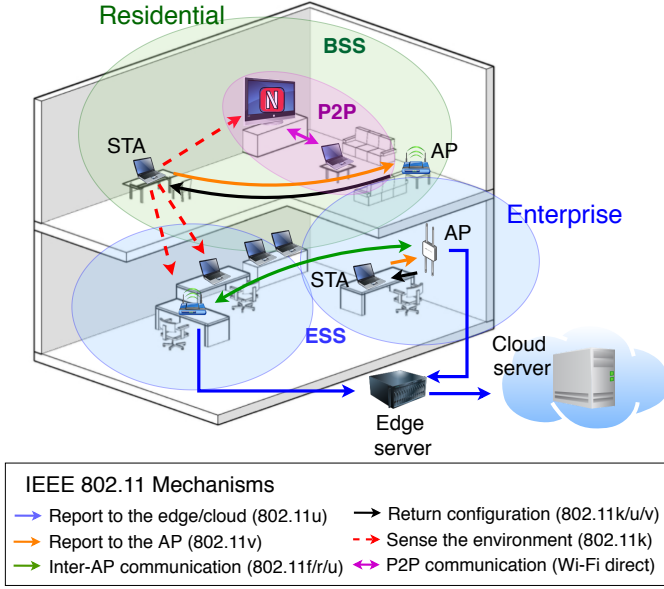 Residential
BSS
N
P2P
STA
AP
Enterprise
AP
STA
ESS
Cloud
server
Edge
server
IEEE 802.11 Mechanisms
Report to the edge/cloud (802.11u)
Report to the AP (802.11v)
Inter-AP communication (802.11f/r/u)
Return configuration (802.11k/u/v)
Sense the environment (802.11k)
P2P communication (Wi-Fi direct)